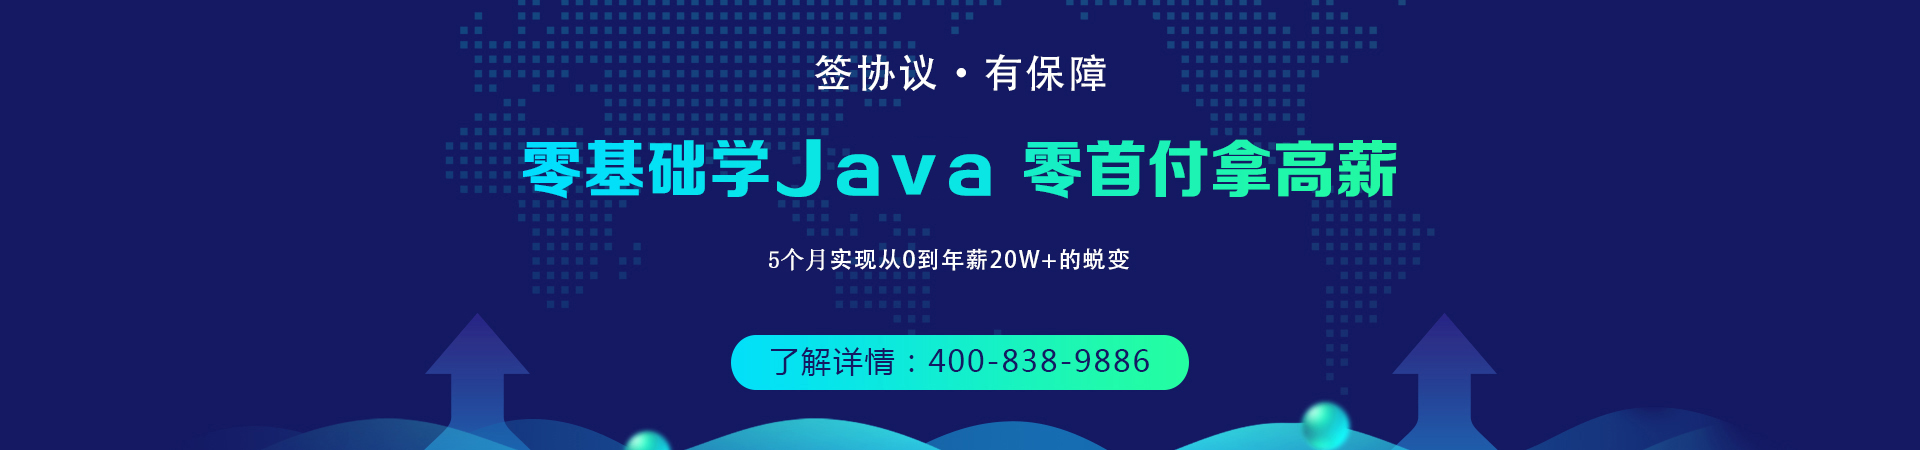 签协议·有保障
零基础学Java 零首付拿高薪
5个月实现从0到年薪20W+的蜕变
了解详情：400-838-9886